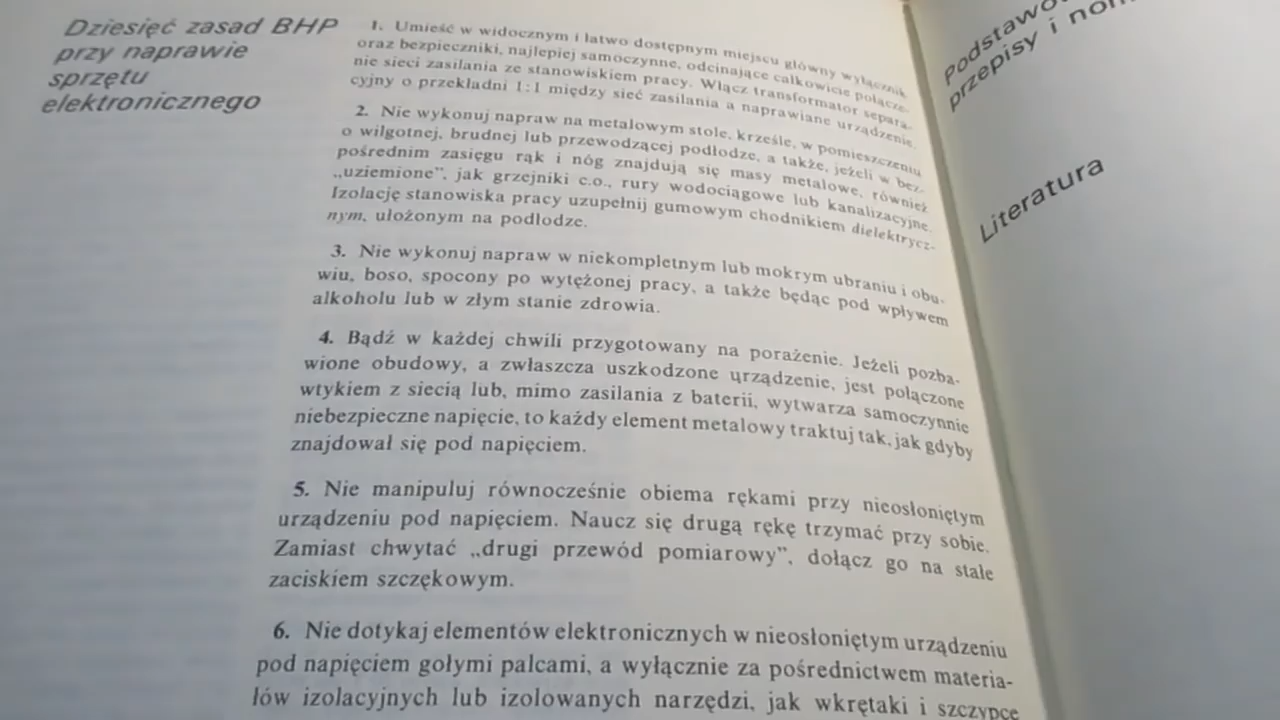 Dziesięć zasad BHP
przy naprawie
sprzętu
elektronicznego
1. Umieść w widocznym i łatwo dostępnym miejscu główny wyłącznik
oraz bezpieczniki, najlepiej samoczynne, odcinające całkowicie połącze-
nie sieci zasilania ze stanowiskiem pracy. Włącz transformator separa-
cyjny o przekładni 1:1 między sieć zasilania a naprawiane urządzenie.
2. Nie wykonuj napraw na metalowym stole, krześle, w pomieszczeniu
o wilgotnej, brudnej lub przewodzącej podłodze, a także, jeżeli w bez-
pośrednim zasięgu rąk i nóg znajdują się masy metalowe, również
„uziemione”, jak grzejniki c.o., rury wodociągowe lub kanalizacyjne.
Izolację stanowiska pracy uzupełnij gumowym chodnikiem dielektrycz-
nym, ułożonym na podłodze.
3. Nie wykonuj napraw w niekompletnym lub mokrym ubraniu i obu-
wiu, boso, spocony po wytężonej pracy, a także będąc pod wpływem
alkoholu lub w złym stanie zdrowia.
4. Bądź w każdej chwili przygotowany na porażenie. Jeżeli pozba-
wione obudowy, a zwłaszcza uszkodzone urządzenie, jest połączone
wtykiem z siecią lub, mimo zasilania z baterii, wytwarza samoczynnie
niebezpieczne napięcie, to każdy element metalowy traktuj tak, jak gdyby
znajdował się pod napięciem.
5. Nie manipuluj równocześnie obiema rękami przy nieosłoniętym
urządzeniu pod napięciem. Naucz się drugą rękę trzymać przy sobie.
Zamiast chwytać „drugi przewód pomiarowy”, dołącz go na stałe
zaciskiem szczękowym.
6. Nie dotykaj elementów elektronicznych w nieosłoniętym urządzeniu
pod napięciem gołymi palcami, a wyłącznie za pośrednictwem materia-
łów izolacyjnych lub izolowanych narzędzi, jak wkrętaki i szczypce
przepisy i
Literatura